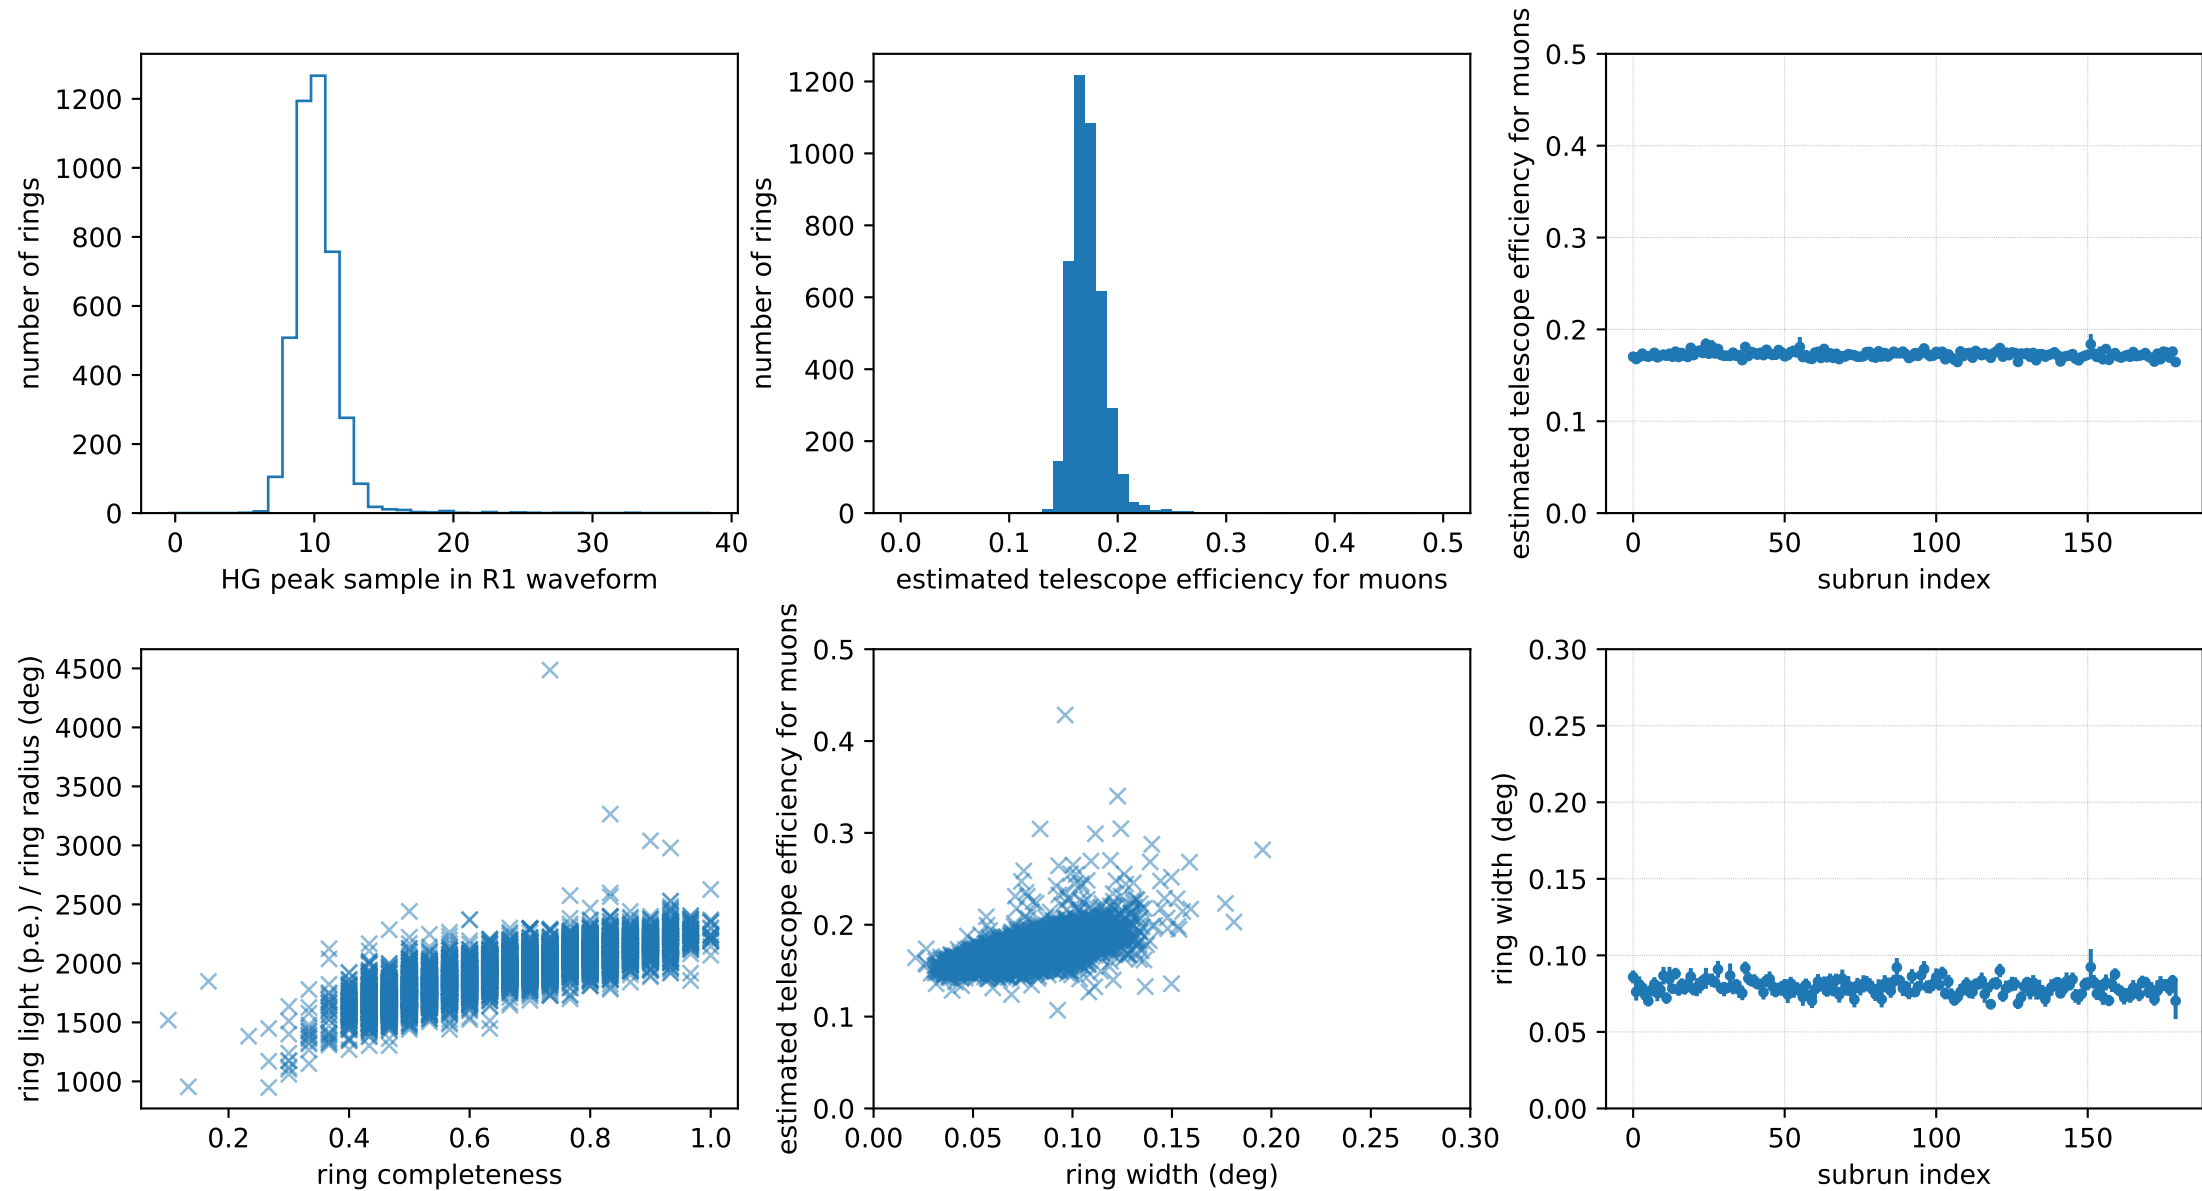 number of rings
1200
1000
800
600
400
200
0
0 10 20 30 40
HG peak sample in R1 waveform
number of rings
1200
1000
800
600
400
200
0
0.0 0.1 0.2 0.3 0.4 0.5
estimated telescope efficiency for muons
estimated telescope efficiency for muons
0.5
0.4
0.3
0.2
0.1
0.0
0 50 100 150
subrun index
ring light (p.e.) / ring radius (deg)
4500
4000
3500
3000
2500
2000
1500
1000
0.2 0.4 0.6 0.8 1.0
ring completeness
estimated telescope efficiency for muons
0.5
0.4
0.3
0.2
0.1
0.0
0.00 0.05 0.10 0.15 0.20 0.25 0.30
ring width (deg)
ring width (deg)
0.30
0.25
0.20
0.15
0.10
0.05
0.00
0 50 100 150
subrun index